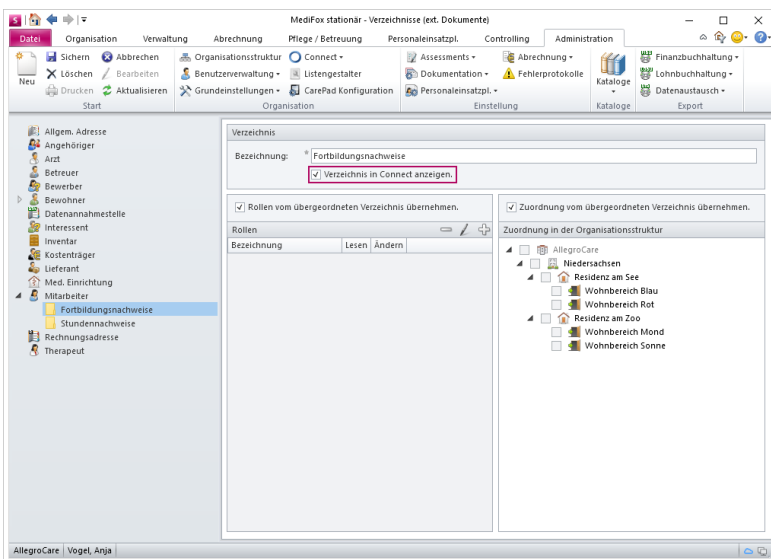 S
MediFox stationär - Verzeichnisse (ext. Dokumente)
Datei Organisation Verwaltung Abrechnung Pflege / Betreuung Personaleinsatzpl. Controlling Administration
Neu
Sichern Abbrechen
Löschen Bearbeiten
Drucken Aktualisieren
Start
Organisationsstruktur Connect
Benutzerverwaltung Listengestalter
Grundeinstellungen CarePad Konfiguration
Organisation
Assessments Abrechnung
Dokumentation Fehlerprotokolle
Personaleinsatzpl.
Einstellung
Kataloge
Kataloge
Finanzbuchhaltung
Lohnbuchhaltung
Datenaustausch
Export
Allgem. Adresse
Angehöriger
Arzt
Betreuer
Bewerber
Bewohner
Datenannahmestelle
Interessent
Inventar
Kostenträger
Lieferant
Med. Einrichtung
Mitarbeiter
Fortbildungsnachweise
Stundennachweise
Rechnungsadresse
Therapeut
Verzeichnis
Bezeichnung: * Fortbildungsnachweise
Verzeichnis in Connect anzeigen.
Rollen vom übergeordneten Verzeichnis übernehmen.
Rollen
Bezeichnung Lesen Ändern
Zuordnung vom übergeordneten Verzeichnis übernehmen.
Zuordnung in der Organisationsstruktur
AllegroCare
Niedersachsen
Residenz am See
Wohnbereich Blau
Wohnbereich Rot
Residenz am Zoo
Wohnbereich Mond
Wohnbereich Sonne
AllegroCare Vogel, Anja